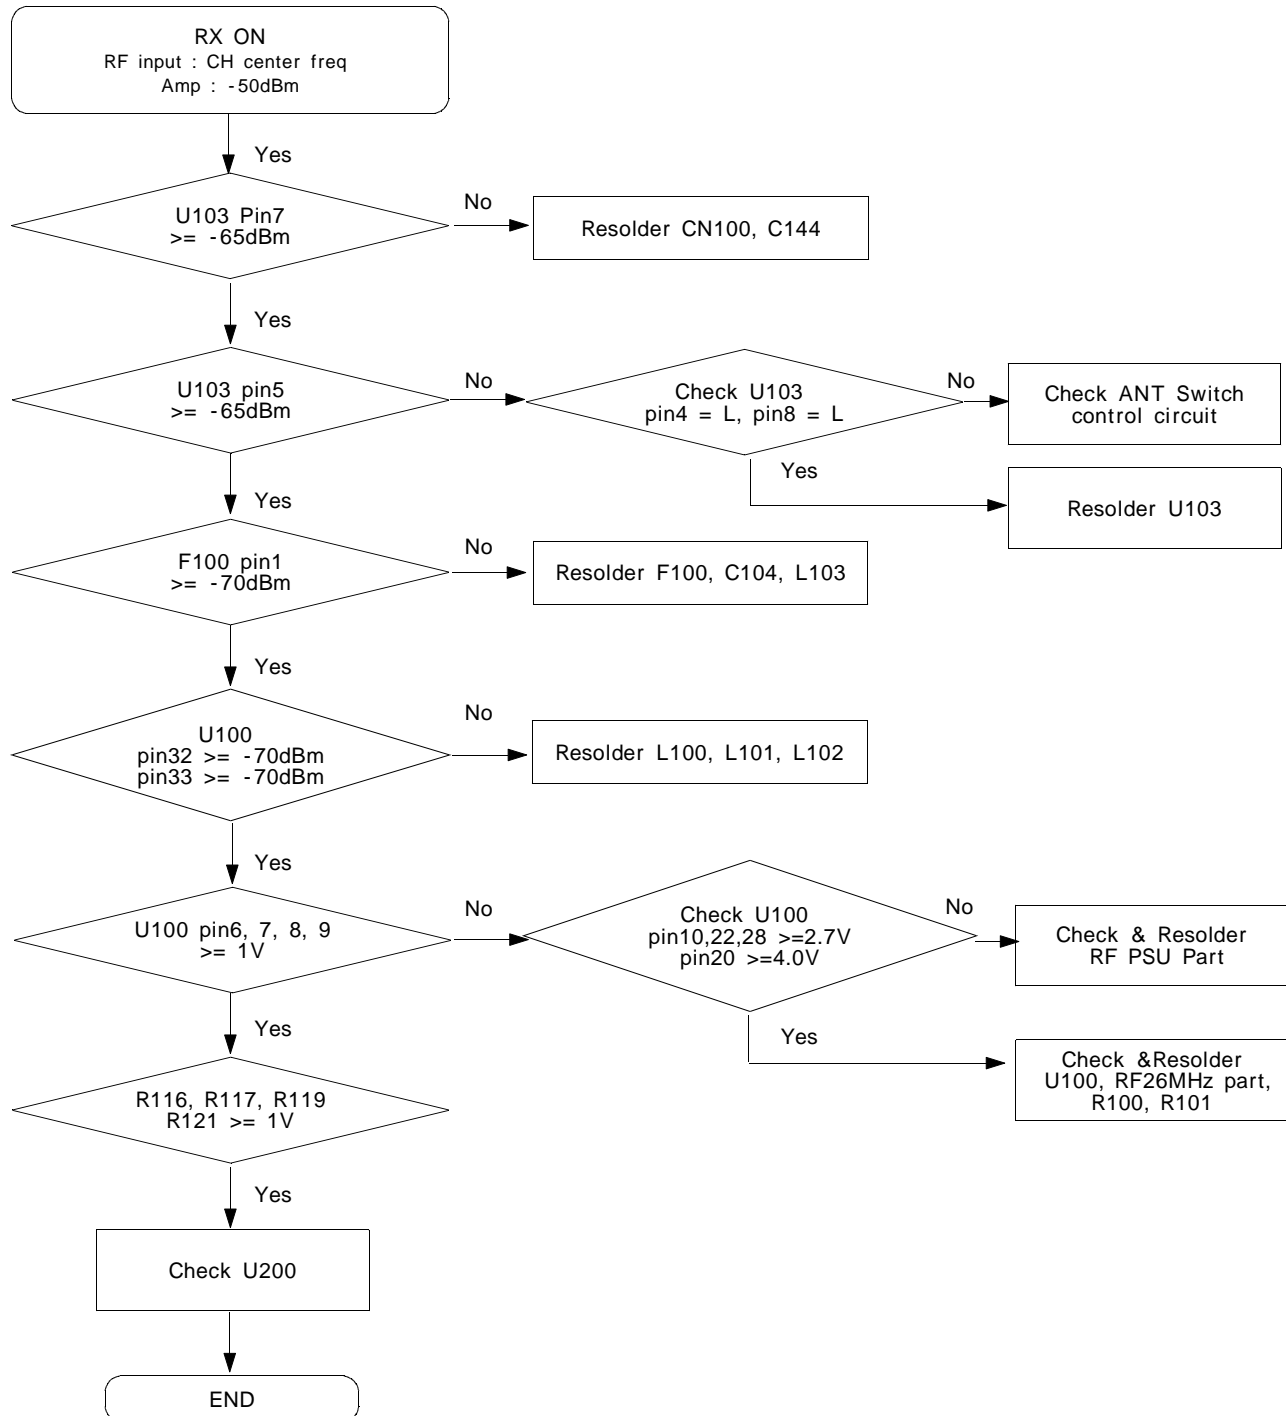 RX ON
RF input : CH center freq
Amp : -50dBm
Yes
U103 Pin7
>= -65dBm
No
Resolder CN100, C144
Yes
U103 pin5
>= -65dBm
No
Check U103
pin4 = L, pin8 = L
No
Check ANT Switch
control circuit
Yes
Resolder U103
Yes
F100 pin1
>= -70dBm
No
Resolder F100, C104, L103
Yes
U100
pin32 >= -70dBm
pin33 >= -70dBm
No
Resolder L100, L101, L102
Yes
U100 pin6, 7, 8, 9
>= 1V
No
Check U100
pin10,22,28 >=2.7V
pin20 >=4.0V
No
Check & Resolder
RF PSU Part
Yes
Check &Resolder
U100, RF26MHz part,
R100, R101
Yes
R116, R117, R119
R121 >= 1V
Yes
Check U200
END